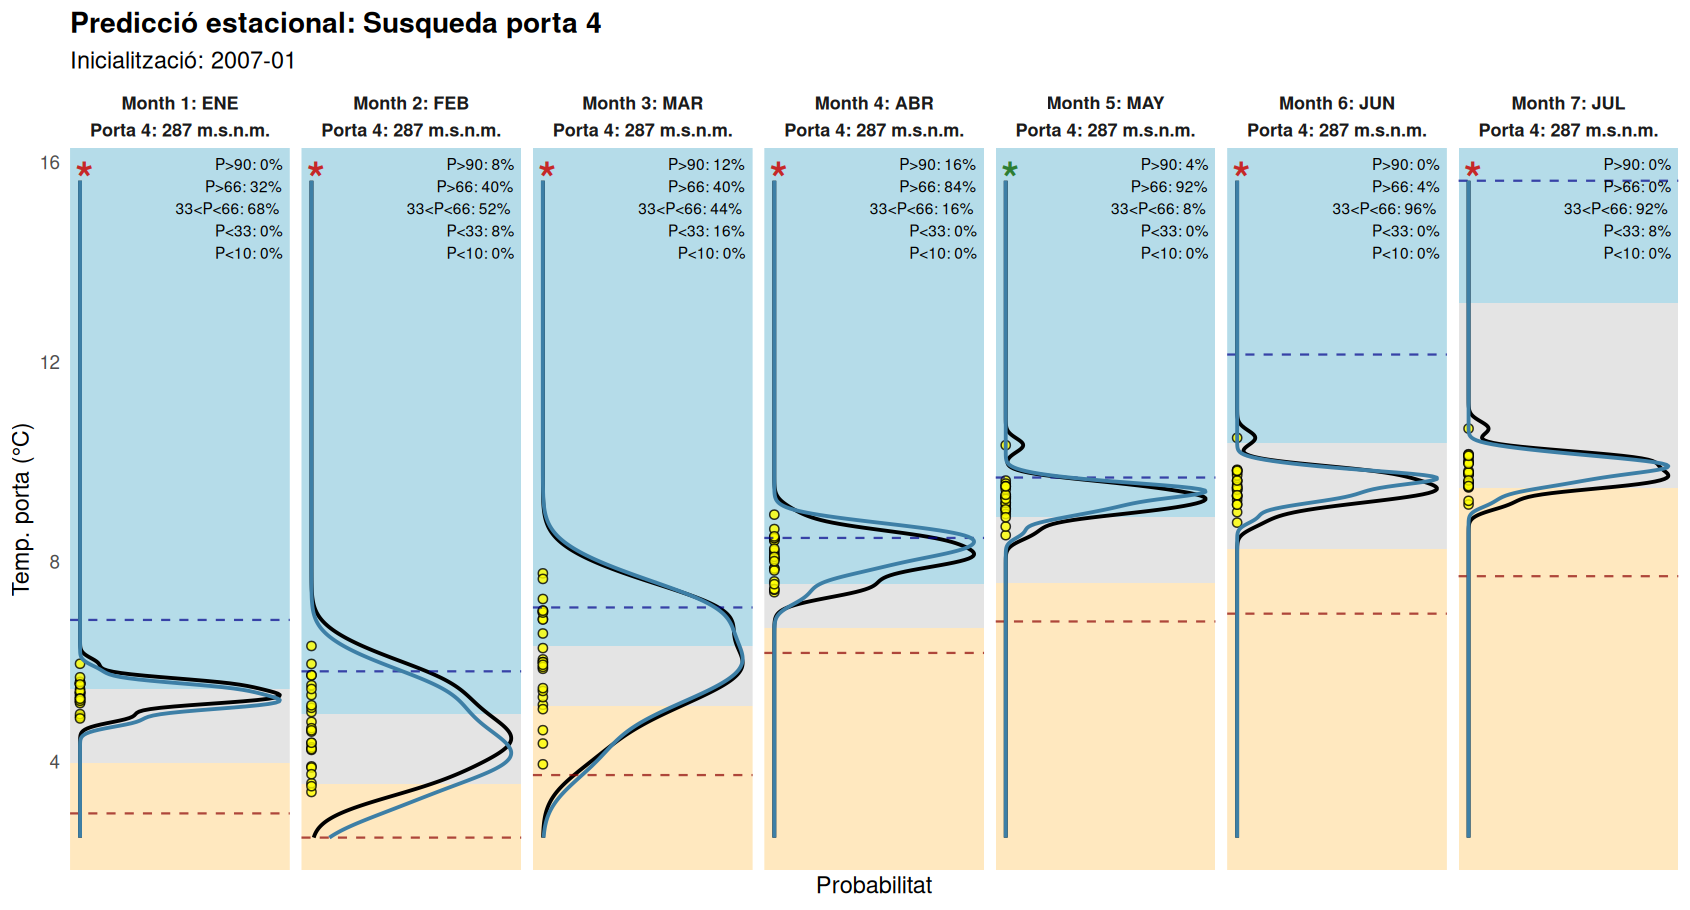 Predicció estacional: Susqueda porta 4
Inicialització: 2007-01
Month 1: ENE
Porta 4: 287 m.s.n.m.
Month 2: FEB
Porta 4: 287 m.s.n.m.
Month 3: MAR
Porta 4: 287 m.s.n.m.
Month 4: ABR
Porta 4: 287 m.s.n.m.
Month 5: MAY
Porta 4: 287 m.s.n.m.
Month 6: JUN
Porta 4: 287 m.s.n.m.
Month 7: JUL
Porta 4: 287 m.s.n.m.
*
P>90: 0%
P>66: 32%
33<P<66: 68%
P<33: 0%
P<10: 0%
*
P>90: 8%
P>66: 40%
33<P<66: 52%
P<33: 8%
P<10: 0%
*
P>90: 12%
P>66: 40%
33<P<66: 44%
P<33: 16%
P<10: 0%
*
P>90: 16%
P>66: 84%
33<P<66: 16%
P<33: 0%
P<10: 0%
*
P>90: 4%
P>66: 92%
33<P<66: 8%
P<33: 0%
P<10: 0%
*
P>90: 0%
P>66: 4%
33<P<66: 96%
P<33: 0%
P<10: 0%
*
P>90: 0%
P>66: 0%
33<P<66: 92%
P<33: 8%
P<10: 0%
16
12
8
4
Temp. porta (°C)
Probabilitat